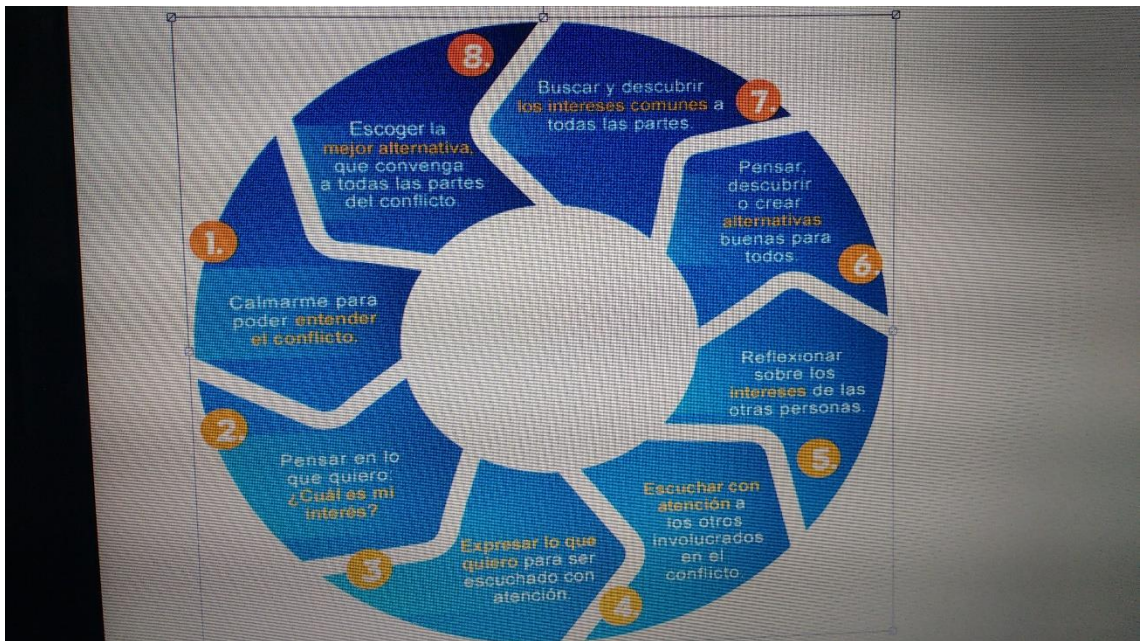 1.
Calmarme para
poder entender
el conflicto.
2.
Pensar en lo
que quiero:
¿Cuál es mi
interés?
3
Expresar lo que
quiero para ser
escuchado con
atención.
4
Escuchar con
atención a
los otros
involucrados
en el
conflicto
5.
Reflexionar
sobre los
intereses de las
otras personas.
6.
Pensar,
descubrir
o crear
alternativas
buenas para
todos.
7.
Buscar y descubrir
los intereses comunes a
todas las partes.
8.
Escoger la
mejor alternativa,
que convenga
a todas las partes
del conflicto